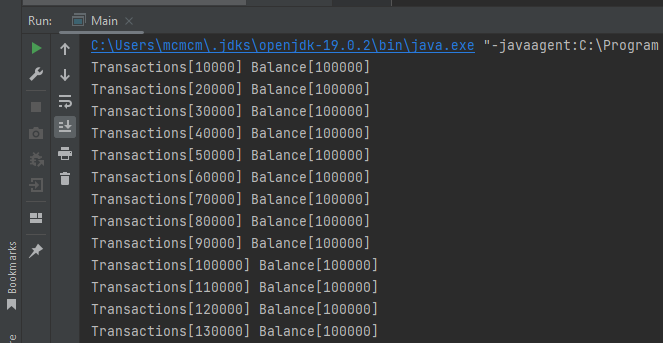 Run: Main
C:\Users\mcmcm\.jdks\openjdk-19.0.2\bin\java.exe "-javaagent:C:\Program
Transactions[10000] Balance[100000]
Transactions[20000] Balance[100000]
Transactions[30000] Balance[100000]
Transactions[40000] Balance[100000]
Transactions[50000] Balance[100000]
Transactions[60000] Balance[100000]
Transactions[70000] Balance[100000]
Transactions[80000] Balance[100000]
Transactions[90000] Balance[100000]
Transactions[100000] Balance[100000]
Transactions[110000] Balance[100000]
Transactions[120000] Balance[100000]
Transactions[130000] Balance[100000]
Bookmarks